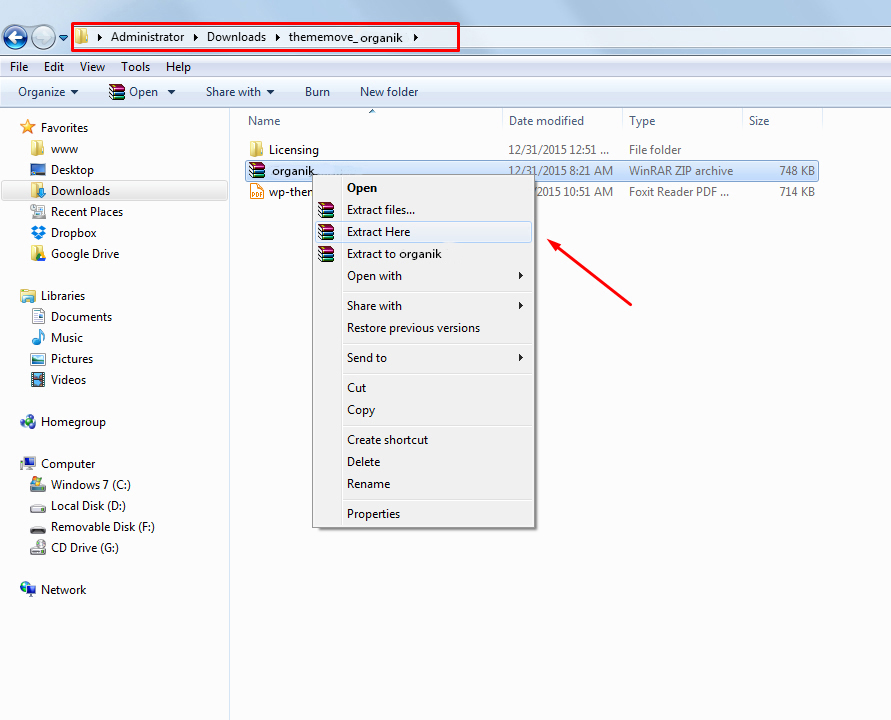 Administrator Downloads thememove_organik
File Edit View Tools Help
Organize Open Share with Burn New folder
Name Date modified Type Size
Favorites
www
Desktop
Downloads
Recent Places
Dropbox
Google Drive
Libraries
Documents
Music
Pictures
Videos
Homegroup
Computer
Windows 7 (C:)
Local Disk (D:)
Removable Disk (F:)
CD Drive (G:)
Network
Licensing 12/31/2015 12:51 ... File folder
organik 12/31/2015 8:21 AM WinRAR ZIP archive 748 KB
PDF wp-then /2015 10:51 AM Foxit Reader PDF ... 714 KB
Open
Extract files...
Extract Here
Extract to organik
Open with
Share with
Restore previous versions
Send to
Cut
Copy
Create shortcut
Delete
Rename
Properties